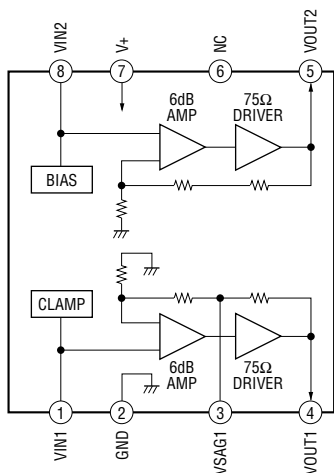 VIN2
V+
NC
VOUT2
8
7
6
5
6dB
AMP
75Ω
DRIVER
BIAS
CLAMP
6dB
AMP
75Ω
DRIVER
1
2
3
4
VIN1
GND
VSAG1
VOUT1